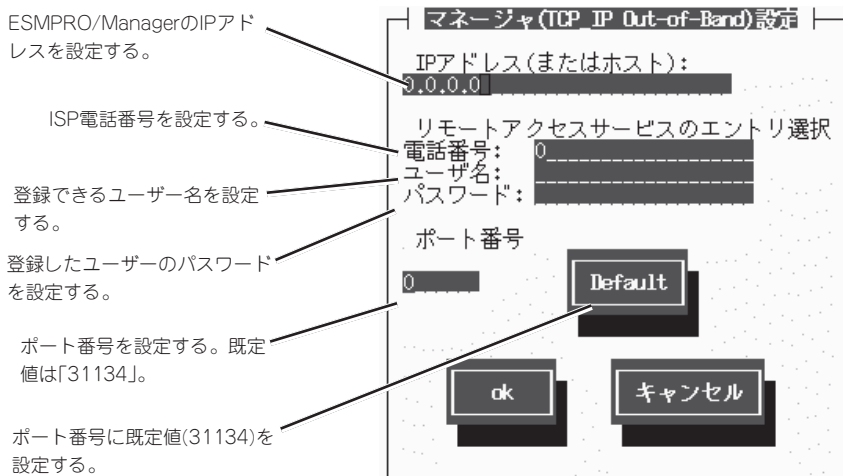 ESMPRO/ManagerのIPアド
レスを設定する。
ISP電話番号を設定する。
登録できるユーザー名を設定
する。
登録したユーザーのパスワード
を設定する。
ポート番号を設定する。既定
値は「31134」。
ポート番号に既定値(31134)を
設定する。
マネージャ(TCP_IP Out-of-Band)設定
IPアドレス(またはホスト):
0.0.0.0
リモートアクセスサービスのエントリ選択
電話番号: 0
ユーザ名:
パスワード:
ポート番号
0
Default
ok
キャンセル